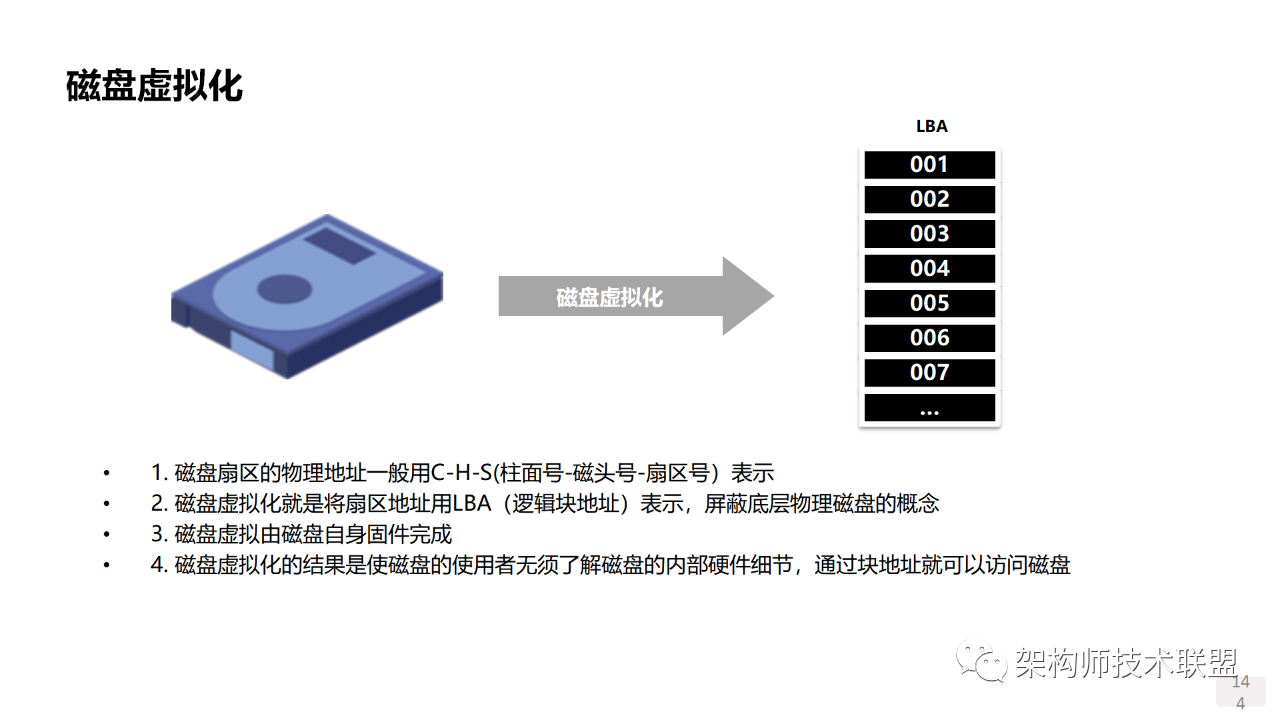 磁盘虚拟化
LBA
001
002
003
004
005
006
007
...
磁盘虚拟化
• 1. 磁盘扇区的物理地址一般用C-H-S(柱面号-磁头号-扇区号）表示
• 2. 磁盘虚拟化就是将扇区地址用LBA（逻辑块地址）表示，屏蔽底层物理磁盘的概念
• 3. 磁盘虚拟由磁盘自身固件完成
• 4. 磁盘虚拟化的结果是使磁盘的使用者无须了解磁盘的内部硬件细节，通过块地址就可以访问磁盘
架构师技术联盟
14
4